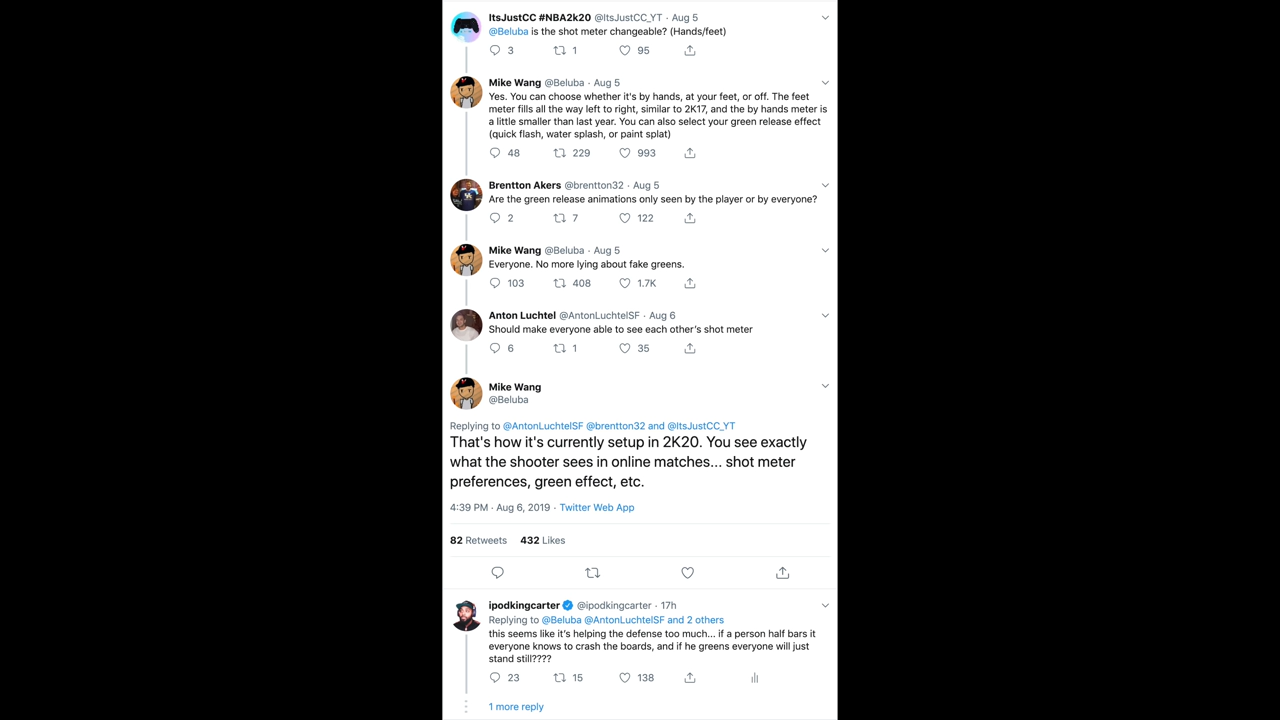 ItsJustCC #NBA2k20 @ItsJustCC_YT · Aug 5
@Beluba is the shot meter changeable? (Hands/feet)
3 1 95
Mike Wang @Beluba · Aug 5
Yes. You can choose whether it's by hands, at your feet, or off. The feet
meter fills all the way left to right, similar to 2K17, and the by hands meter is
a little smaller than last year. You can also select your green release effect
(quick flash, water splash, or paint splat)
48 229 993
Brentton Akers @brentton32 · Aug 5
Are the green release animations only seen by the player or by everyone?
2 7 122
Mike Wang @Beluba · Aug 5
Everyone. No more lying about fake greens.
103 408 1.7K
Anton Luchtel @AntonLuchtelSF · Aug 6
Should make everyone able to see each other's shot meter
6 1 35
Mike Wang
@Beluba
Replying to @AntonLuchtelSF @brentton32 and @ItsJustCC_YT
That's how it's currently setup in 2K20. You see exactly
what the shooter sees in online matches... shot meter
preferences, green effect, etc.
4:39 PM · Aug 6, 2019 · Twitter Web App
82 Retweets 432 Likes
ipodkingcarter @ipodkingcarter · 17h
Replying to @Beluba @AntonLuchtelSF and 2 others
this seems like it's helping the defense too much... if a person half bars it
everyone knows to crash the boards, and if he greens everyone will just
stand still????
23 15 138
1 more reply